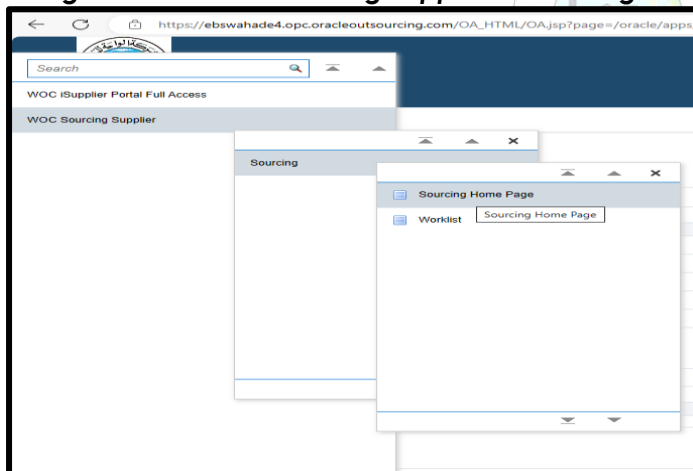 https://ebswahade4.opc.oracleoutsourcing.com/OA_HTML/OA.jsp?page=/oracle/apps
Search
WOC iSupplier Portal Full Access
WOC Sourcing Supplier
Sourcing
Sourcing Home Page
Worklist
Sourcing Home Page